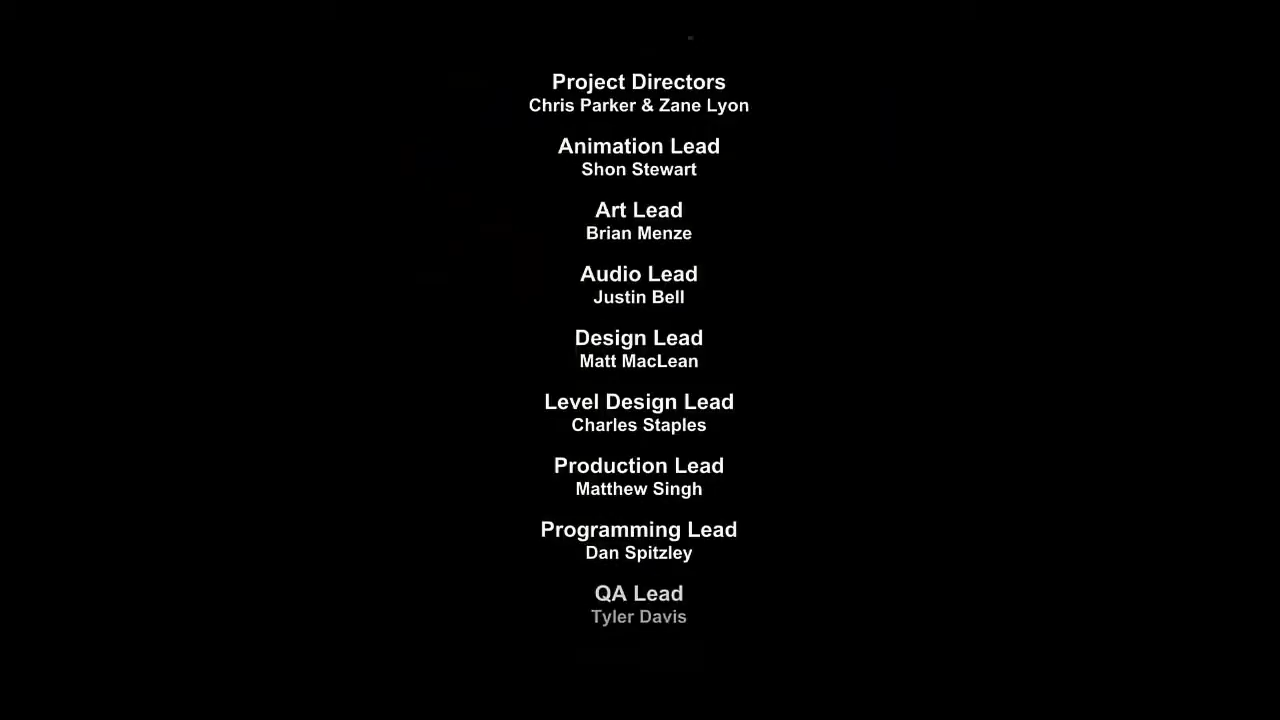 Project Directors
Chris Parker & Zane Lyon
Animation Lead
Shon Stewart
Art Lead
Brian Menze
Audio Lead
Justin Bell
Design Lead
Matt MacLean
Level Design Lead
Charles Staples
Production Lead
Matthew Singh
Programming Lead
Dan Spitzley
QA Lead
Tyler Davis